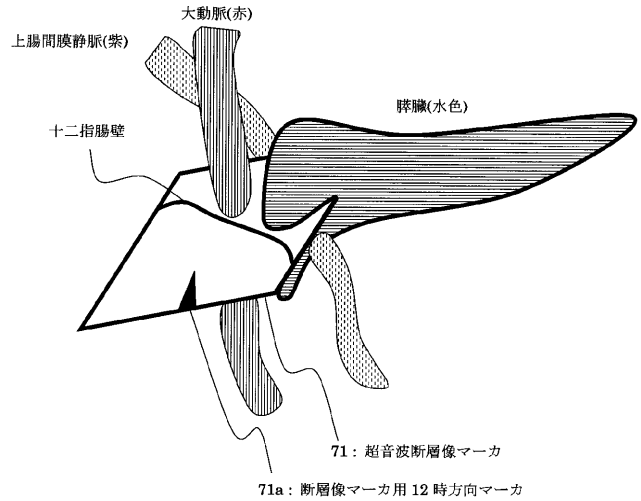 大動脈(赤)
上腸間膜静脈(紫)
膵臓(水色)
十二指腸壁
71：超音波断層像マーカ
71a：断層像マーカ用12時方向マーカ